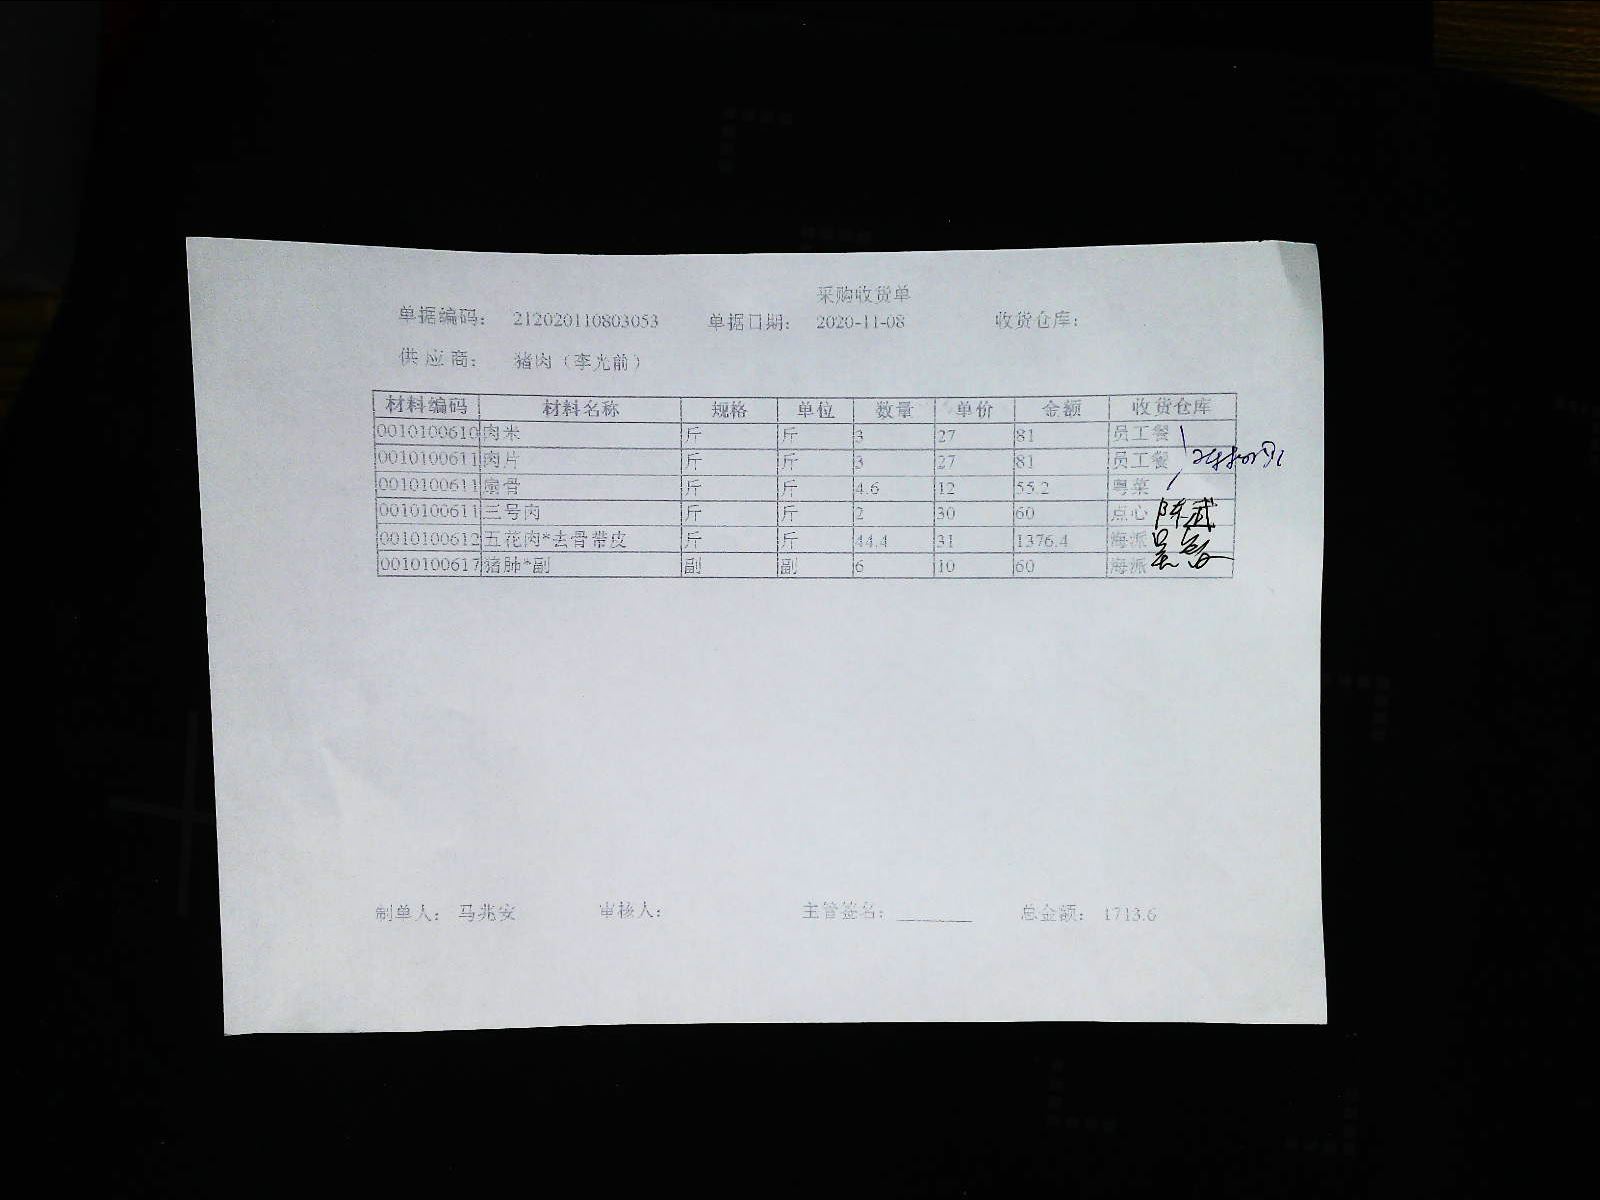 采购收货单
单据编码： 212020110803053 单据日期： 2020-11-08 收货仓库：
供应商： 猪肉（李光前）
材料编码 材料名称 规格 单位 数量 单价 金额 收货仓库
0010100610 肉米 斤 斤 3 27 81 员工餐
0010100611 肉片 斤 斤 3 27 81 员工餐
0010100611 扇骨 斤 斤 4.6 12 55.2 粤菜
0010100611 三号肉 斤 斤 2 30 60 点心 陈武
0010100612 五花肉*去骨带皮 斤 斤 44.4 31 1376.4 海派
0010100617 猪肺*副 副 副 6 10 60 海派
制单人： 马兆安 审核人： 主管签名： 总金额： 1713.6